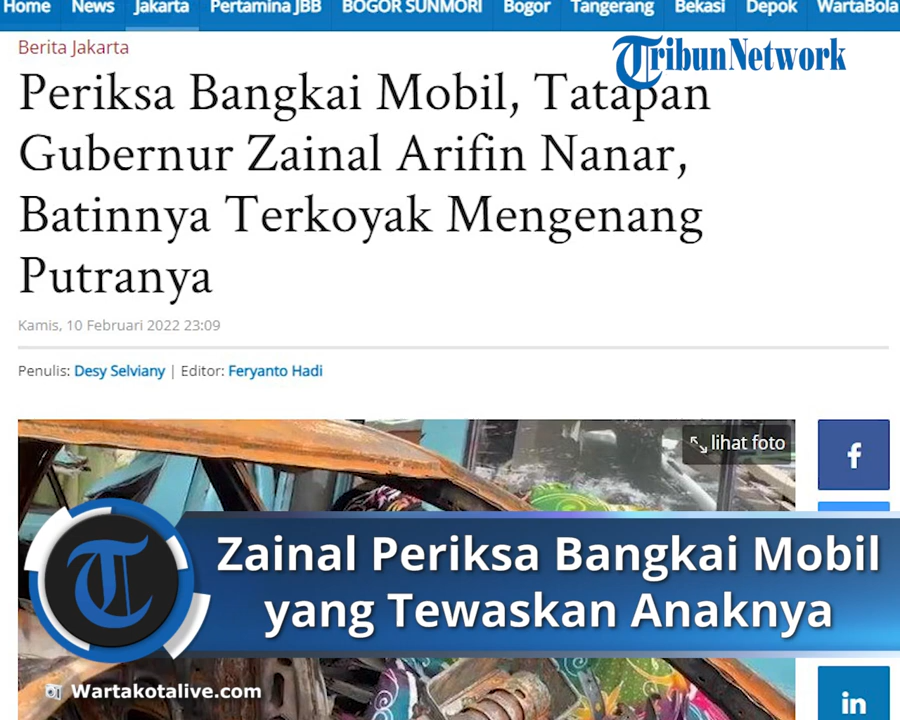 Home News Jakarta Pertamina JBB BOGOR SUNMORI Bogor Tangerang Bekasi Depok WartaBola
Berita Jakarta
TribunNetwork
Periksa Bangkai Mobil, Tatapan
Gubernur Zainal Arifin Nanar,
Batinnya Terkoyak Mengenang
Putranya
Kamis, 10 Februari 2022 23:09
Penulis: Desy Selviany | Editor: Feryanto Hadi
lihat foto
f
T
Zainal Periksa Bangkai Mobil
yang Tewaskan Anaknya
Wartakotalive.com
in